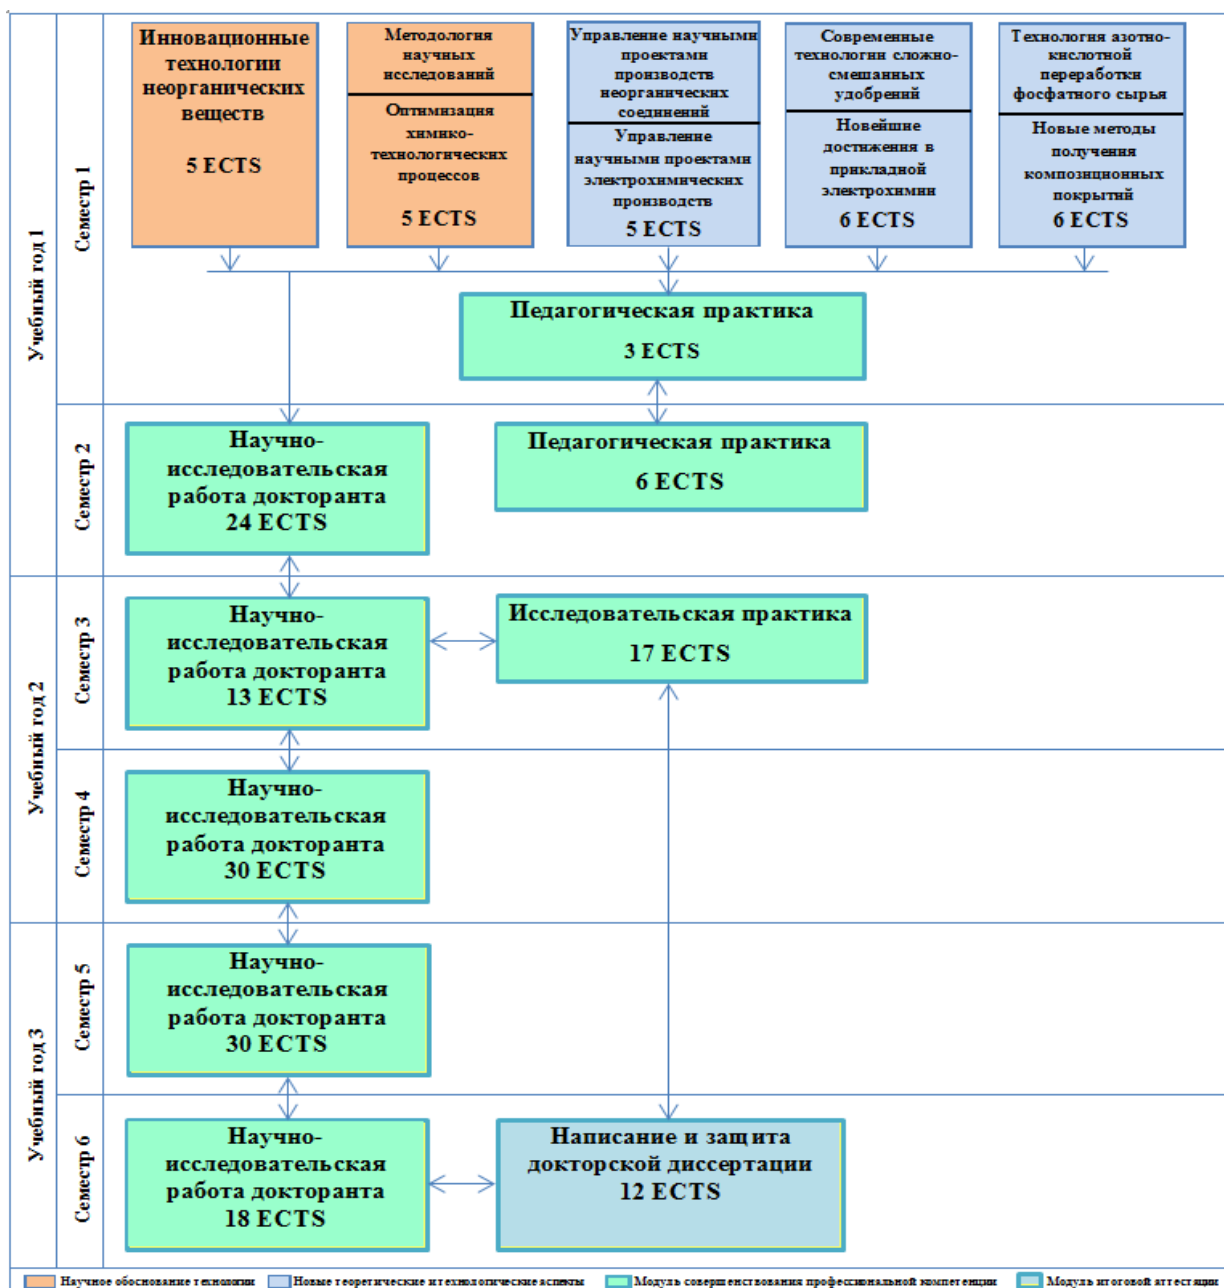 Учебный год 1
Семестр 1
Инновационные
технологии
неорганических
веществ
5 ECTS
Методология
научных
исследований
Оптимизация
химико-
технологических
процессов
5 ECTS
Управление научными
проектами
производств
неорганических
соединений
Управление
научными проектами
электрохимических
производств
5 ECTS
Современные
технологии сложно-
смешанных
удобрений
Новейшие
достижения в
прикладной
электрохимии
6 ECTS
Технология азотно-
кислотной
переработки
фосфатного сырья
Новые методы
получения
композиционных
покрытий
6 ECTS
Педагогическая практика
3 ECTS
Семестр 2
Научно-
исследовательская
работа докторанта
24 ECTS
Педагогическая практика
6 ECTS
Учебный год 2
Семестр 3
Научно-
исследовательская
работа докторанта
13 ECTS
Исследовательская практика
17 ECTS
Семестр 4
Научно-
исследовательская
работа докторанта
30 ECTS
Учебный год 3
Семестр 5
Научно-
исследовательская
работа докторанта
30 ECTS
Семестр 6
Научно-
исследовательская
работа докторанта
18 ECTS
Написание и защита
докторской диссертации
12 ECTS
Научное обоснование технологии
Новые теоретические и технологические аспекты
Модуль совершенствования профессиональной компетенции
Модуль итоговой аттестации